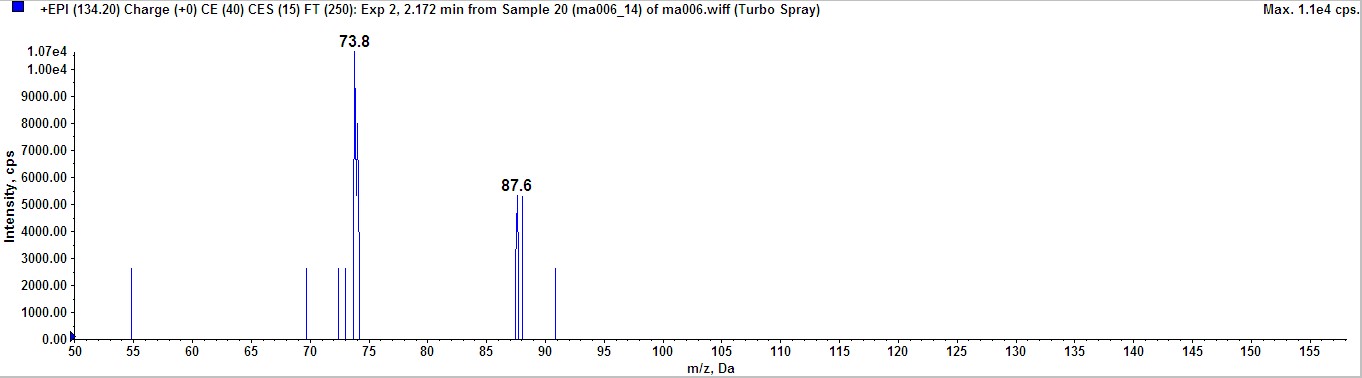 +EPI (134.20) Charge (+0) CE (40) CES (15) FT (250): Exp 2, 2.172 min from Sample 20 (ma006_14) of ma006.wiff (Turbo Spray) Max. 1.1e4 cps.
73.8
87.6
1.07e4
1.00e4
9000.00
8000.00
7000.00
6000.00
5000.00
4000.00
3000.00
2000.00
1000.00
0.00
Intensity, cps
50 55 60 65 70 75 80 85 90 95 100 105 110 115 120 125 130 135 140 145 150 155
m/z, Da